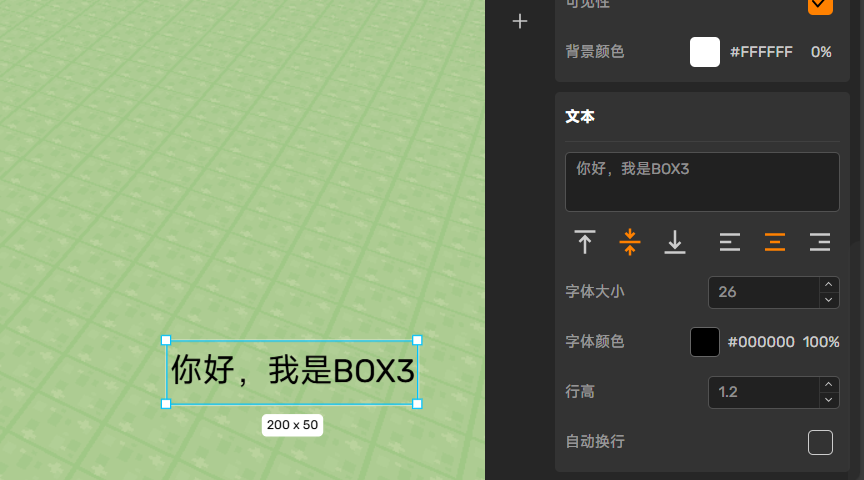 可见性
背景颜色 #FFFFFF 0%
文本
你好，我是BOX3
字体大小 26
字体颜色 #000000 100%
行高 1.2
自动换行
你好，我是BOX3
200 x 50